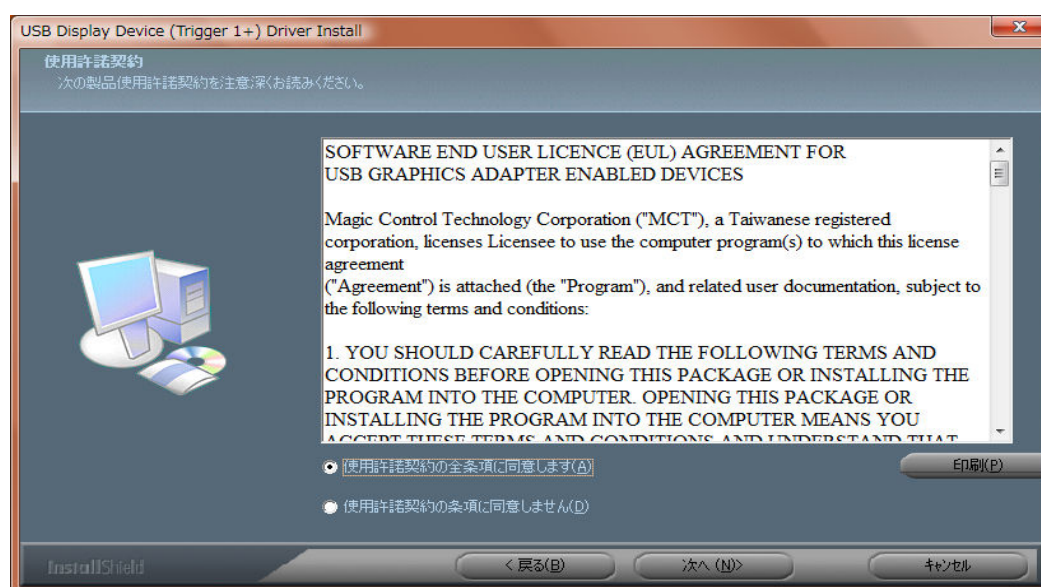 USB Display Device (Trigger 1+) Driver Install
使用許諾契約
次の製品使用許諾契約を注意深くお読みください。
SOFTWARE END USER LICENCE (EUL) AGREEMENT FOR
USB GRAPHICS ADAPTER ENABLED DEVICES
Magic Control Technology Corporation ("MCT"), a Taiwanese registered
corporation, licenses Licensee to use the computer program(s) to which this license
agreement
("Agreement") is attached (the "Program"), and related user documentation, subject to
the following terms and conditions:
1. YOU SHOULD CAREFULLY READ THE FOLLOWING TERMS AND
CONDITIONS BEFORE OPENING THIS PACKAGE OR INSTALLING THE
PROGRAM INTO THE COMPUTER. OPENING THIS PACKAGE OR
INSTALLING THE PROGRAM INTO THE COMPUTER MEANS YOU
ACCEPT THESE TERMS AND CONDITIONS AND UNDERSTAND THAT
使用許諾契約の全条項に同意します(A)
印刷(P)
使用許諾契約の条項に同意しません(D)
InstallShield
< 戻る(B)
次へ (N)>
キャンセル